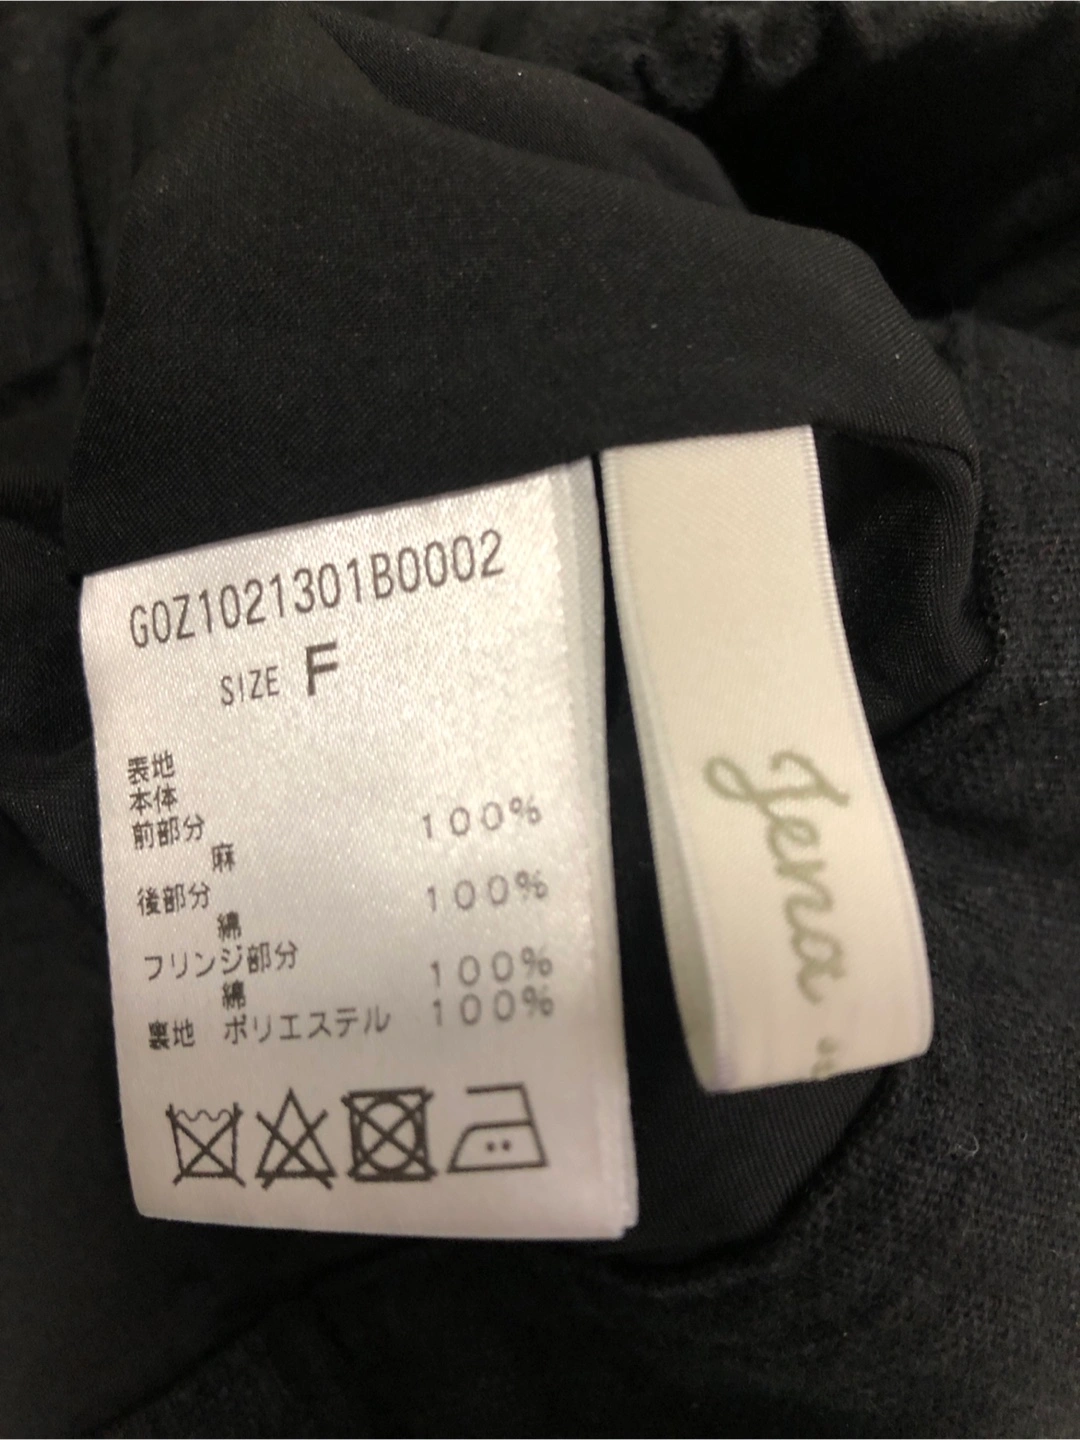 G0Z1021301B0002
SIZE F
表地
本体
前部分
麻 100%
後部分
綿 100%
フリンジ部分
綿 100%
裏地 ポリエステル 100%
Jena